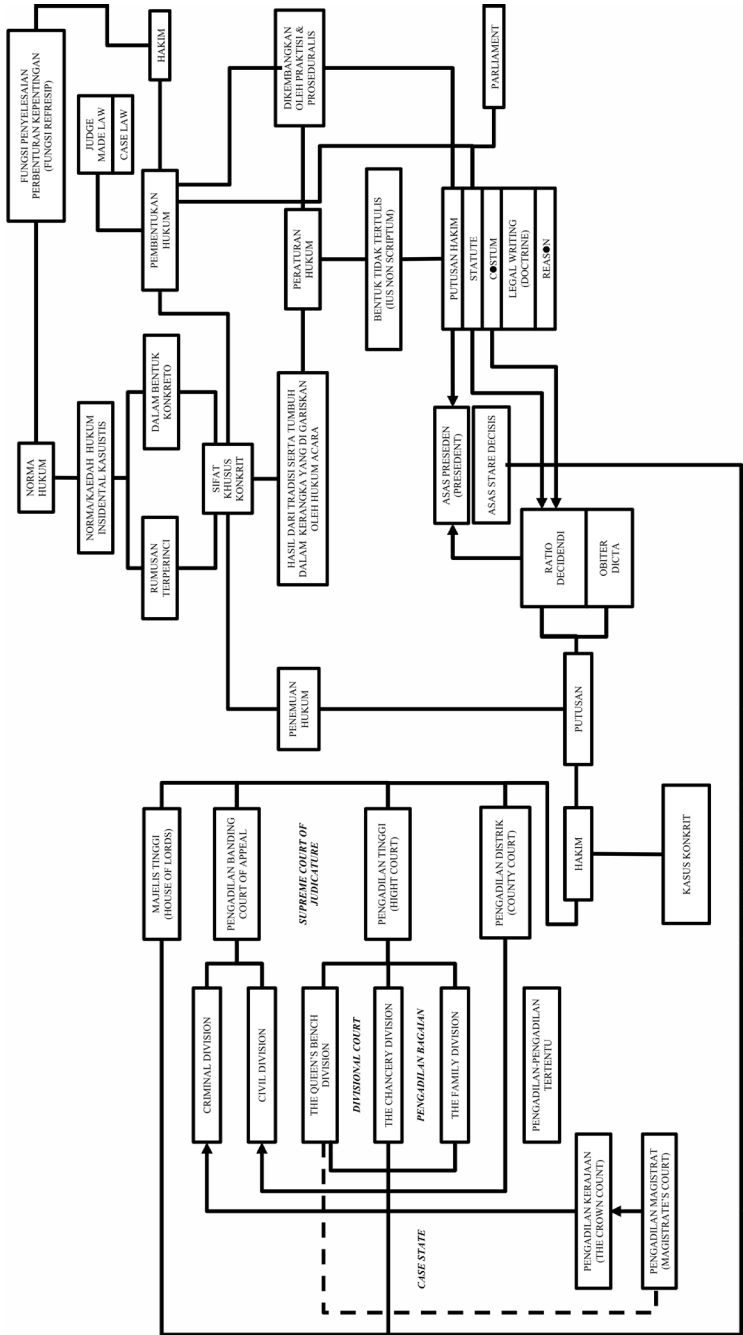 NORMA
HUKUM
FUNGSI PENYELESAIAN
PERBENTURAN KEPENTINGAN
(FUNGSI REFRESIP)
NORMA/KAEDAH HUKUM
INSIDENTAL KASUISTIS
JUDGE
MADE LAW
CASE LAW
HAKIM
RUMUSAN
TERPERINCI
DALAM BENTUK
KONKRETO
PEMBENTUKAN
HUKUM
SIFAT
KHUSUS
KONKRIT
MAJELIS TINGGI
(HOUSE OF LORDS)
PENGADILAN BANDING
COURT OF APPEAL
CRIMINAL DIVISION
CIVIL DIVISION
PENEMUAN
HUKUM
HASIL DARI TRADISI SERTA TUMBUH
DALAM KERANGKA YANG DI GARISKAN
OLEH HUKUM ACARA
PERATURAN
HUKUM
DIKEMBANGKAN
OLEH PRAKTISI &
PROSEDURALIS
SUPREME COURT OF
JUDICATURE
THE QUEEN'S BENCH
DIVISION
DIVISIONAL COURT
THE CHANCERY DIVISION
PENGADILAN BAGAIAN
THE FAMILY DIVISION
PENGADILAN TINGGI
(HIGHT COURT)
BENTUK TIDAK TERTULIS
(IUS NON SCRIPTUM)
CASE STATE
ASAS PRESEDEN
(PRESEDENT)
ASAS STARE DECISIS
PUTUSAN HAKIM
STATUTE
COSTUM
LEGAL WRITING
(DOCTRINE)
REASON
PARLIAMENT
PENGADILAN DISTRIK
(COUNTY COURT)
PENGADILAN-PENGADILAN
TERTENTU
RATIO
DECIDENDI
OBITER
DICTA
HAKIM
PUTUSAN
PENGADILAN KERAJAAN
(THE CROWN COUNT)
PENGADILAN MAGISTRAT
(MAGISTRATE'S COURT)
KASUS KONKRIT